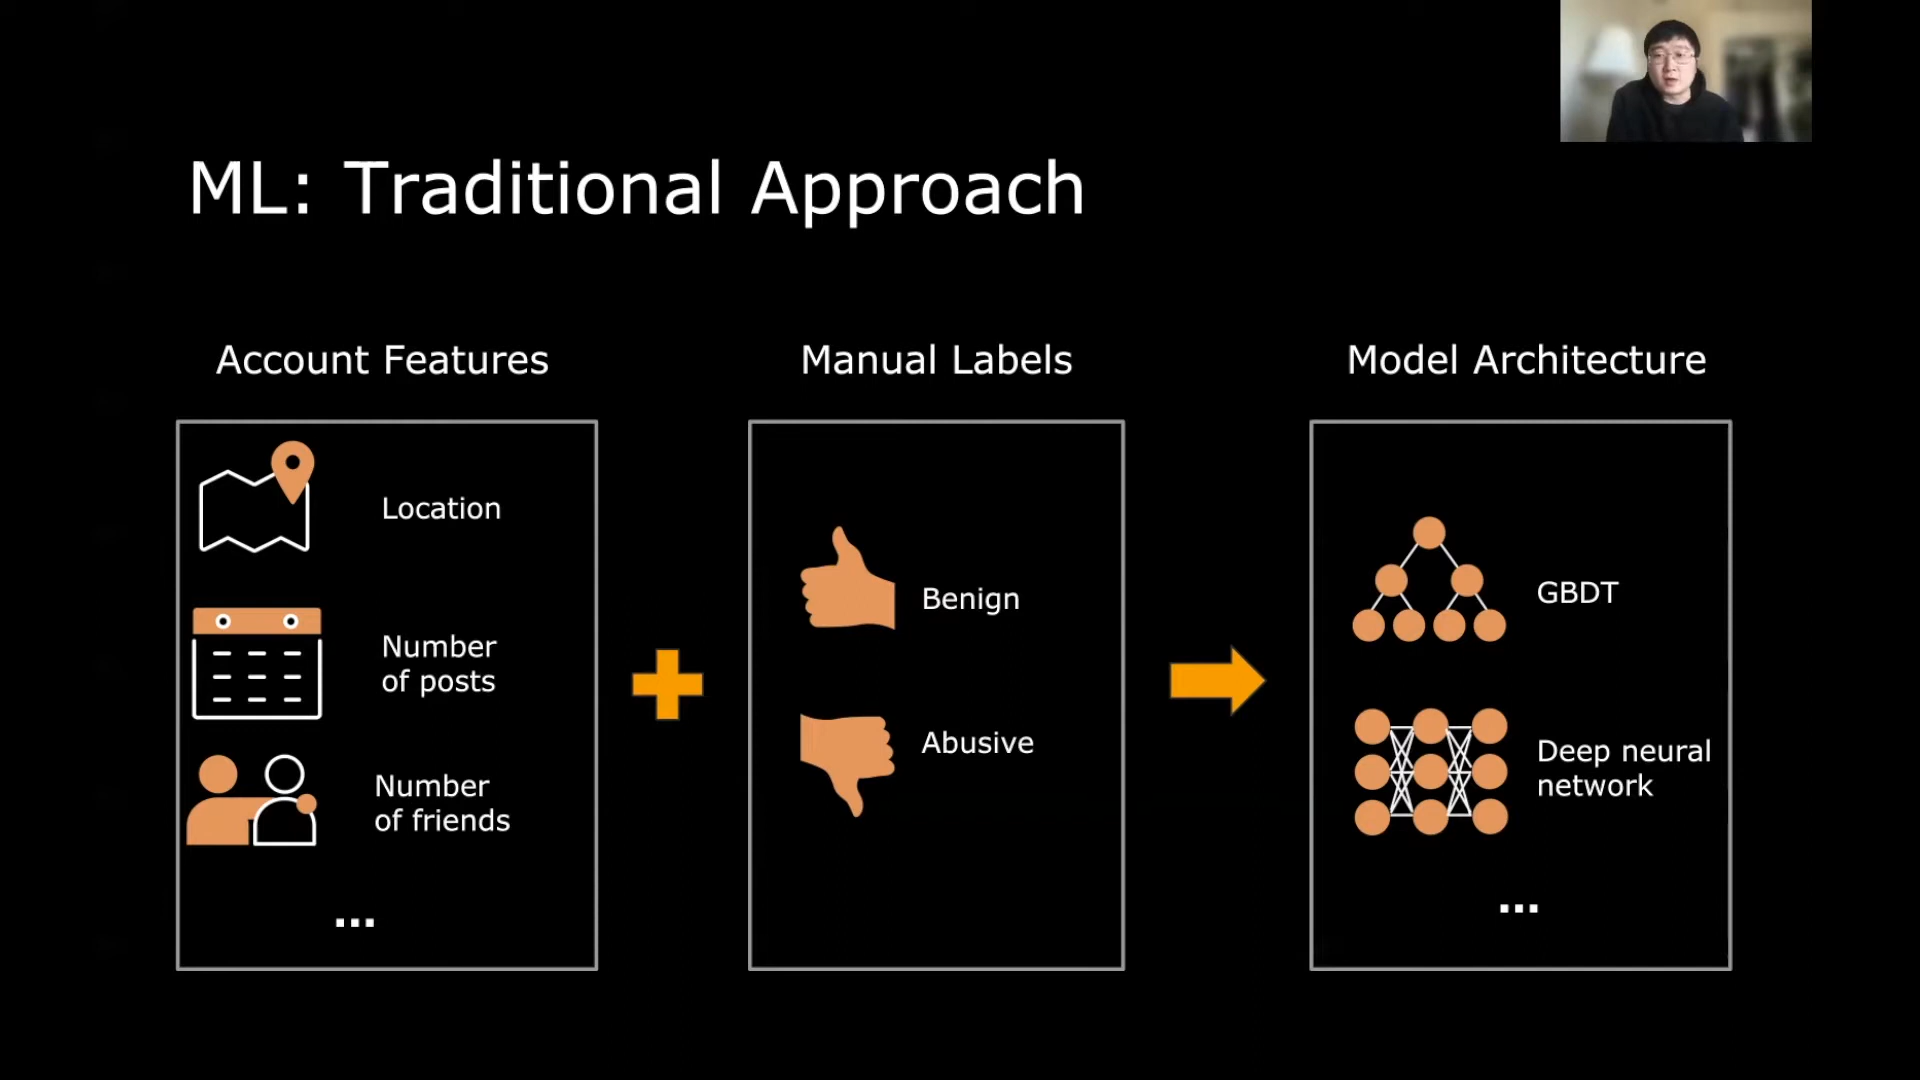 ML: Traditional Approach
Account Features
Location
Number
of posts
Number
of friends
...
Manual Labels
Benign
Abusive
Model Architecture
GBDT
Deep neural
network
...